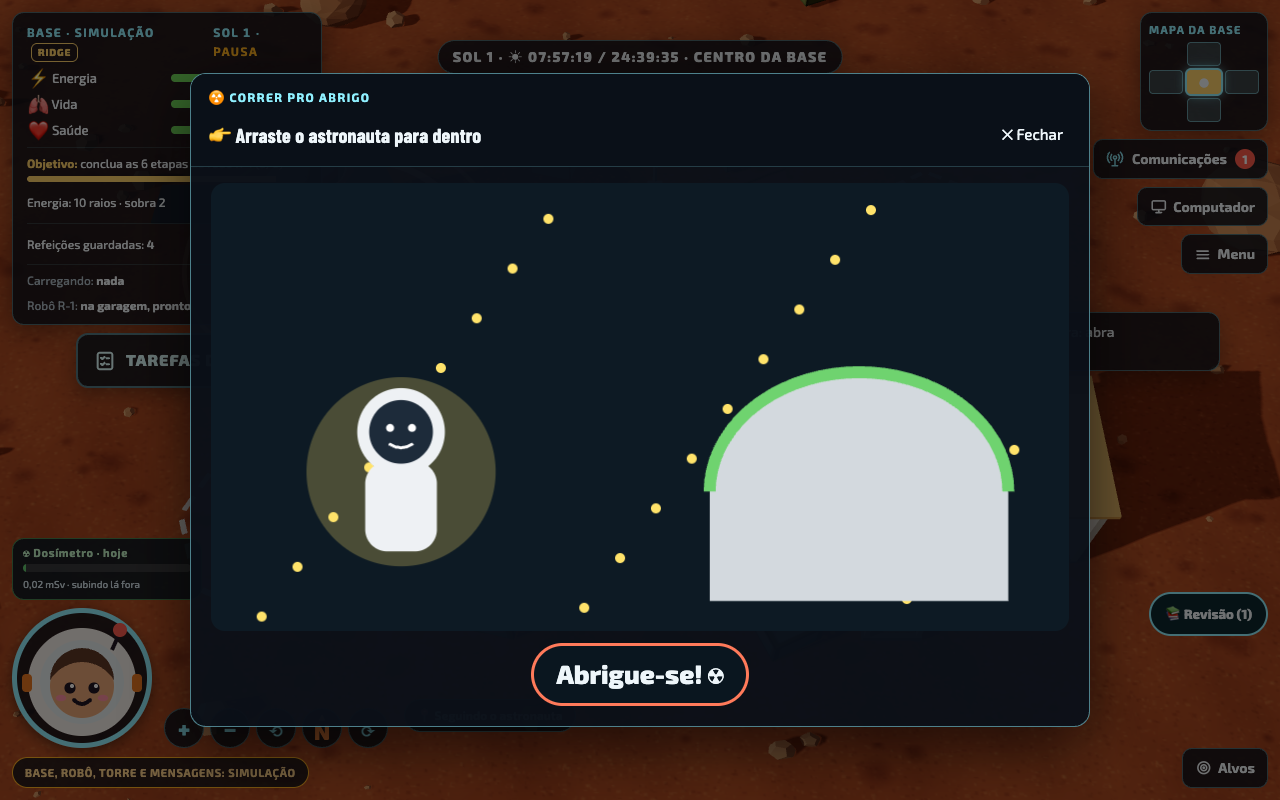 BASE · SIMULAÇÃO
RIDGE
SOL 1 ·
PAUSA
Energia
Vida
Saúde
Objetivo: conclua as 6 etapas
Energia: 10 raios · sobra 2
Refeições guardadas: 4
Carregando: nada
Robô R-1: na garagem, pronto
TAREFAS
SOL 1 · ☀ 07:57:19 / 24:39:35 · CENTRO DA BASE
MAPA DA BASE
Comunicações 1
Computador
Menu
☢ CORRER PRO ABRIGO
👉 Arraste o astronauta para dentro
✕ Fechar
Abrigue-se! ☢
☢ Dosímetro · hoje
0,02 mSv · subindo lá fora
Revisão (1)
+ − ⟲ N ⟳
BASE, ROBÔ, TORRE E MENSAGENS: SIMULAÇÃO
Alvos